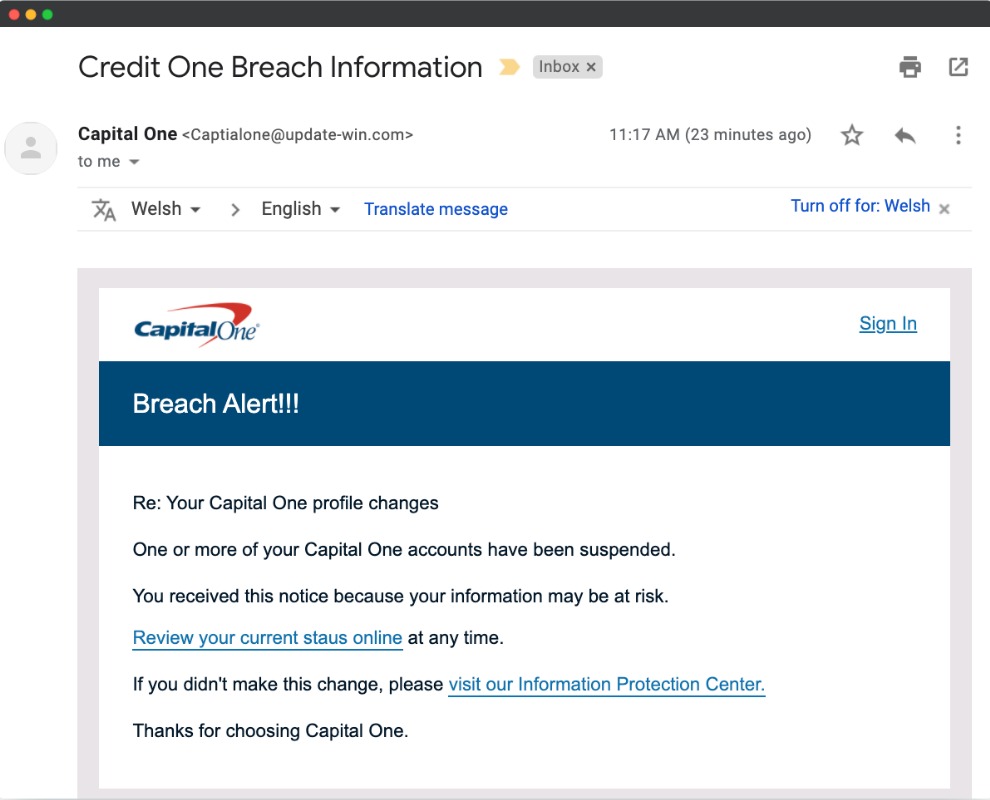 Credit One Breach Information Inbox ×
Capital One <Captialone@update-win.com> 11:17 AM (23 minutes ago)
to me
Welsh > English Translate message Turn off for: Welsh ×
CapitalOne® Sign In
Breach Alert!!!
Re: Your Capital One profile changes
One or more of your Capital One accounts have been suspended.
You received this notice because your information may be at risk.
Review your current staus online at any time.
If you didn't make this change, please visit our Information Protection Center.
Thanks for choosing Capital One.